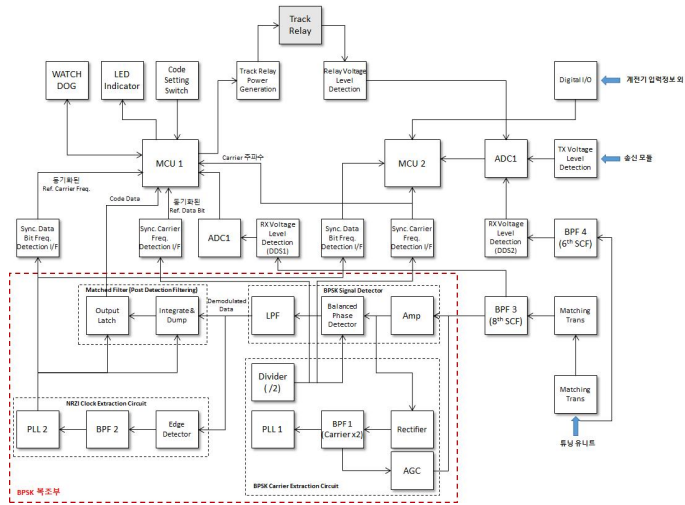 Track
Relay
WATCH
DOG
LED
Indicator
Code
Setting
Switch
Track Relay
Power
Generation
Relay Voltage
Level
Detection
Digital I/O
계전기 입력정보 외
MCU 1
Carrier 주파수
MCU 2
ADC1
TX Voltage
Level
Detection
송신 모듈
동기화된
Ref. Carrier Freq.
Code Data
동기화된
Ref. Data Bit
Sync. Data
Bit Freq.
Detection I/F
Sync. Carrier
Freq.
Detection I/F
ADC1
RX Voltage
Level
Detection
(DDS1)
Sync. Data
Bit Freq.
Detection I/F
Sync. Carrier
Freq.
Detection I/F
RX Voltage
Level
Detection
(DDS2)
BPF 4
(6th SCF)
Matched Filter (Post Detection Filtering)
Output
Latch
Integrate &
Dump
Demodulated
Data
BPSK Signal Detector
LPF
Balanced
Phase
Detector
Amp
BPF 3
(8th SCF)
Matching
Trans
Divider
( /2)
NRZI Clock Extraction Circuit
PLL 2
BPF 2
Edge
Detector
PLL 1
BPF 1
(Carrier x2)
Rectifier
AGC
BPSK Carrier Extraction Circuit
Matching
Trans
튜닝 유니트
BPSK 복조부